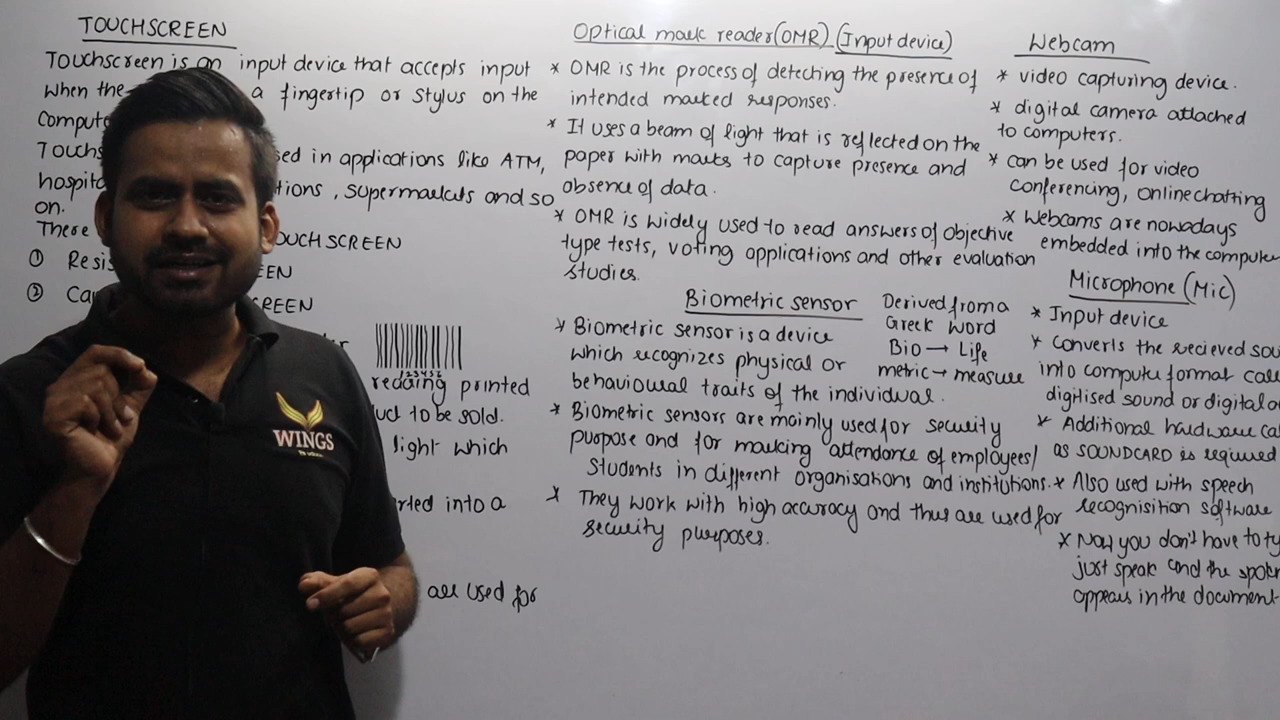 TOUCHSCREEN
Touchscreen is an input device that accepts input
when the a fingertip or stylus on the
compute
Touchs ed in applications like ATM,
hospita tions, supermarkets and so
on.
There OUCHSCREEN
① Resis EEN
② Ca CREEN
123456
reading printed
uct to be sold.
light which
rted into a
are used for
Optical mark reader(OMR) (Input device)
* OMR is the process of detecting the presence of
intended marked responses.
* It uses a beam of light that is reflected on the
paper with marks to capture presence and
absence of data.
* OMR is widely used to read answers of objective
type tests, voting applications and other evaluation
studies.
Biometric sensor
Derived from a
Greek word
Bio → Life
metric → measure
* Biometric sensor is a device
which recognizes physical or
behavioural traits of the individual.
* Biometric sensors are mainly used for security
purpose and for marking attendance of employees/
students in different organisations and institutions.
* They work with high accuracy and thus are used for
security purposes.
Webcam
* video capturing device.
* digital camera attached
to computers.
* can be used for video
conferencing, online chatting
* Webcams are nowadays
embedded into the compute
Microphone (Mic)
* Input device
* Converts the recieved sou
into computer format call
digitised sound or digital a
* Additional hardware cal
as SOUNDCARD is required
* Also used with speech
recognisition software
* Now you don't have to ty
just speak and the spoken
appears in the document
WINGS